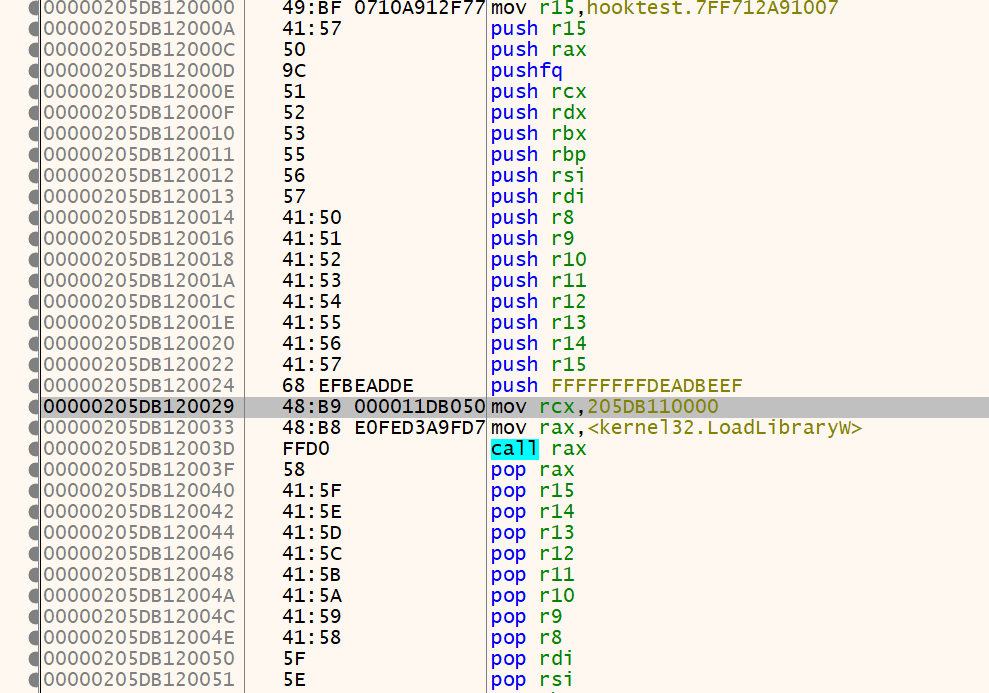 00000205DB120000 49:BF 0710A912F77 mov r15,hooktest.7FF712A91007
00000205DB12000A 41:57 push r15
00000205DB12000C 50 push rax
00000205DB12000D 9C pushfq
00000205DB12000E 51 push rcx
00000205DB12000F 52 push rdx
00000205DB120010 53 push rbx
00000205DB120011 55 push rbp
00000205DB120012 56 push rsi
00000205DB120013 57 push rdi
00000205DB120014 41:50 push r8
00000205DB120016 41:51 push r9
00000205DB120018 41:52 push r10
00000205DB12001A 41:53 push r11
00000205DB12001C 41:54 push r12
00000205DB12001E 41:55 push r13
00000205DB120020 41:56 push r14
00000205DB120022 41:57 push r15
00000205DB120024 68 EFBEADDE push FFFFFFFFDEADBEEF
00000205DB120029 48:B9 000011DB050 mov rcx,205DB110000
00000205DB120033 48:B8 E0FED3A9FD7 mov rax,<kernel32.LoadLibraryW>
00000205DB12003D FFD0 call rax
00000205DB12003F 58 pop rax
00000205DB120040 41:5F pop r15
00000205DB120042 41:5E pop r14
00000205DB120044 41:5D pop r13
00000205DB120046 41:5C pop r12
00000205DB120048 41:5B pop r11
00000205DB12004A 41:5A pop r10
00000205DB12004C 41:59 pop r9
00000205DB12004E 41:58 pop r8
00000205DB120050 5F pop rdi
00000205DB120051 5E pop rsi